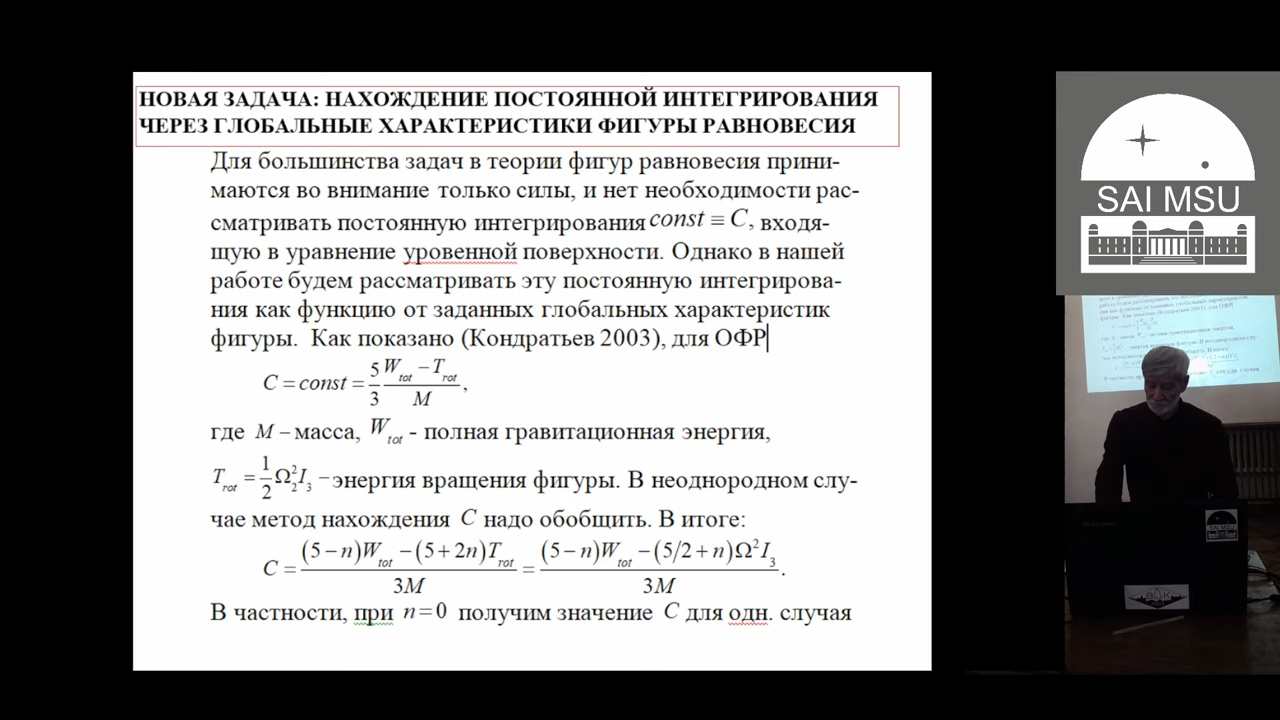 НОВАЯ ЗАДАЧА: НАХОЖДЕНИЕ ПОСТОЯННОЙ ИНТЕГРИРОВАНИЯ
ЧЕРЕЗ ГЛОБАЛЬНЫЕ ХАРАКТЕРИСТИКИ ФИГУРЫ РАВНОВЕСИЯ
Для большинства задач в теории фигур равновесия прини-
маются во внимание только силы, и нет необходимости рас-
сматривать постоянную интегрирования const ≡ C, входя-
щую в уравнение уровенной поверхности. Однако в нашей
работе будем рассматривать эту постоянную интегрирова-
ния как функцию от заданных глобальных характеристик
фигуры. Как показано (Кондратьев 2003), для ОФР
C = const = 5/3 (W_tot − T_rot)/M,
где M – масса, W_tot - полная гравитационная энергия,
T_rot = 1/2 Ω_2^2 I_3 – энергия вращения фигуры. В неоднородном слу-
чае метод нахождения C надо обобщить. В итоге:
C = ((5−n)W_tot − (5+2n)T_rot)/3M = ((5−n)W_tot − (5/2+n)Ω^2 I_3)/3M.
В частности, при n=0 получим значение C для одн. случая
SAI MSU
SAI MSU